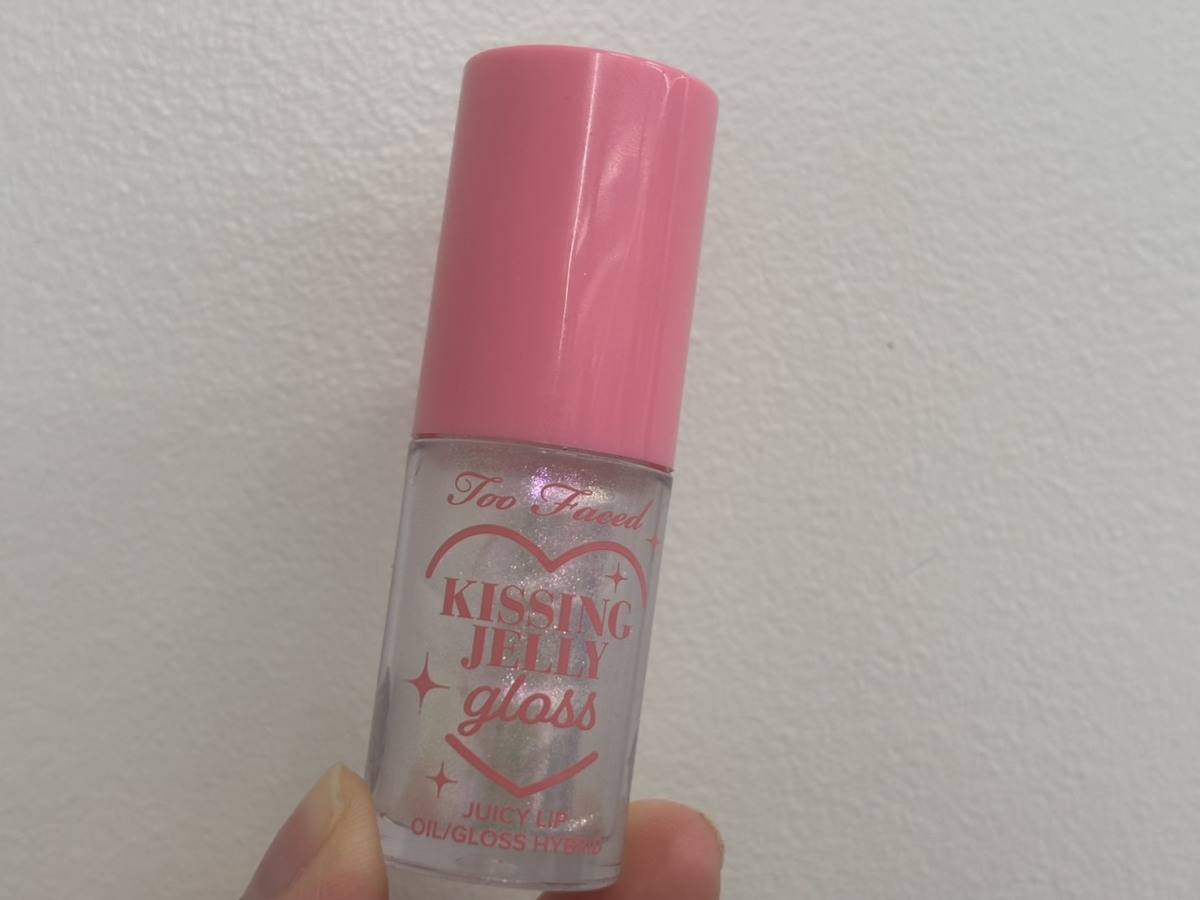 Too Faced
KISSING
JELLY
gloss
JUICY LIP
OIL/GLOSS HYBRID